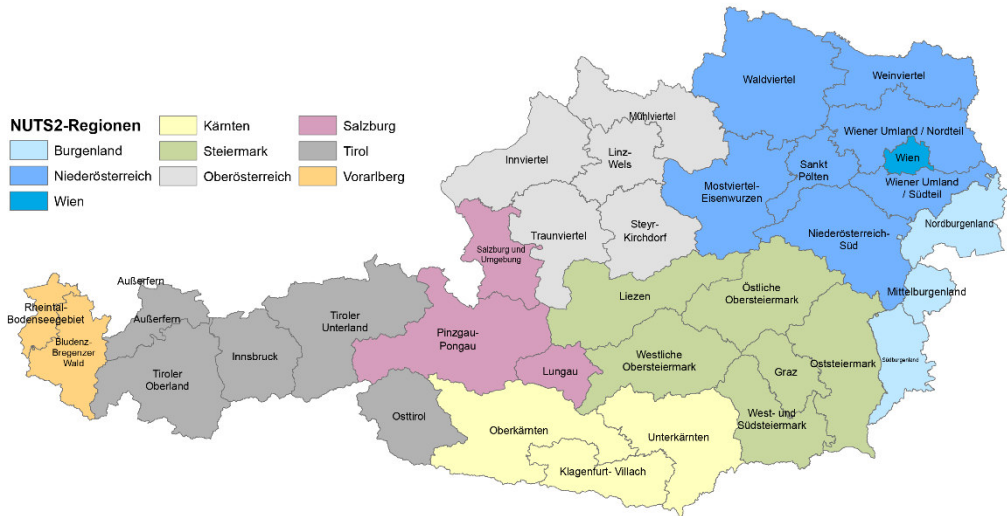 NUTS2-Regionen
Burgenland
Niederösterreich
Wien
Kärnten
Steiermark
Oberösterreich
Salzburg
Tirol
Vorarlberg
Waldviertel
Weinviertel
Mühlviertel
Wiener Umland / Nordteil
Innviertel
Linz-
Wels
Wien
Sankt
Pölten
Mostviertel-
Eisenwurzen
Wiener Umland
/ Südteil
Steyr-
Kirchdorf
Nordburgenland
Traunviertel
Niederösterreich-
Süd
Salzburg und
Umgebung
Außerfern
Mittelburgenland
Liezen
Östliche
Obersteiermark
Rheintal-
Bodenseegebiet
Außerfern
Tiroler
Unterland
Pinzgau-
Pongau
Bludenz-
Bregenzer
Wald
Innsbruck
Westliche
Obersteiermark
Oststeiermark
Südburgenland
Tiroler
Oberland
Lungau
Graz
Osttirol
West- und
Südsteiermark
Oberkärnten
Unterkärnten
Klagenfurt- Villach